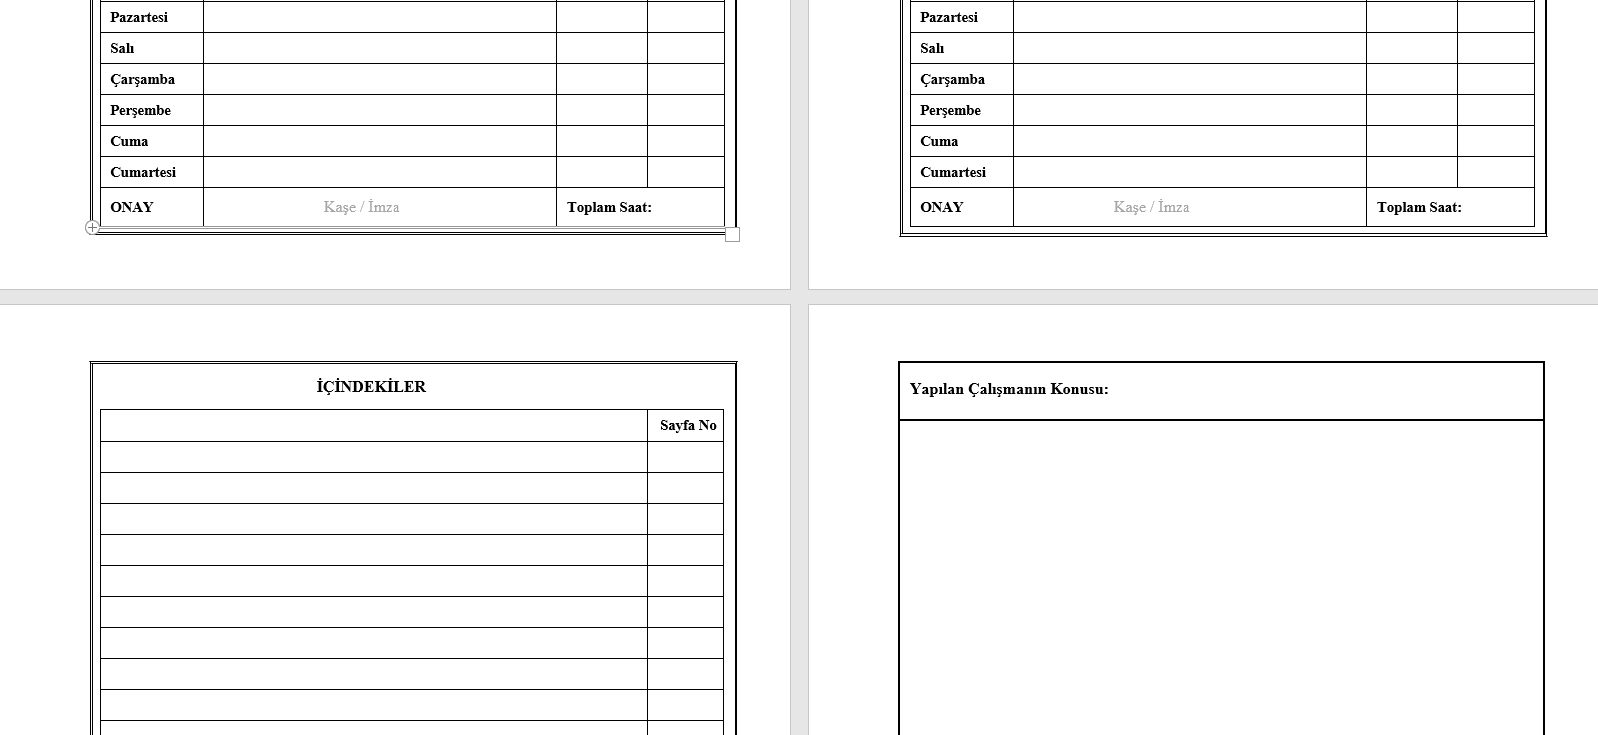 Pazartesi
Salı
Çarşamba
Perşembe
Cuma
Cumartesi
ONAY Kaşe / İmza Toplam Saat:
Pazartesi
Salı
Çarşamba
Perşembe
Cuma
Cumartesi
ONAY Kaşe / İmza Toplam Saat:
İÇİNDEKİLER
Sayfa No
Yapılan Çalışmanın Konusu: